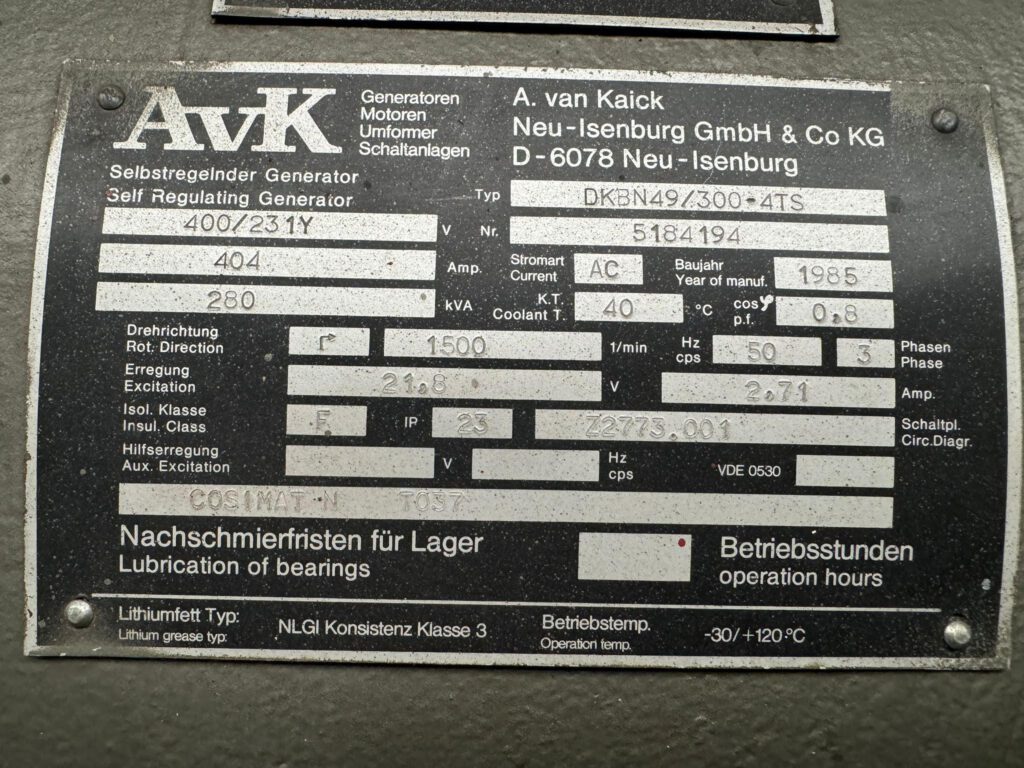 AvK
Generatoren
Motoren
Umformer
Schaltanlagen
A. van Kaick
Neu-Isenburg GmbH & Co KG
D-6078 Neu-Isenburg
Selbstregelnder Generator
Self Regulating Generator
Typ DKBN49/300-4TS
400/231Y V Nr. 5184194
404 Amp. Stromart Current AC Baujahr Year of manuf. 1985
280 kVA K.T. Coolant T. 40 °C cos φ p.f. 0,8
Drehrichtung Rot. Direction 1500 1/min Hz cps 50 3 Phasen Phase
Erregung Excitation 21,8 V 2,71 Amp.
Isol. Klasse Insul. Class F IP 23 Z2773.001 Schaltpl. Circ.Diagr.
Hilfserregung Aux. Excitation V Hz cps VDE 0530
COSIMAT N T037
Nachschmierfristen für Lager Betriebsstunden
Lubrication of bearings operation hours
Lithiumfett Typ: NLGI Konsistenz Klasse 3 Betriebstemp. -30/+120°C
Lithium grease typ: Operation temp.